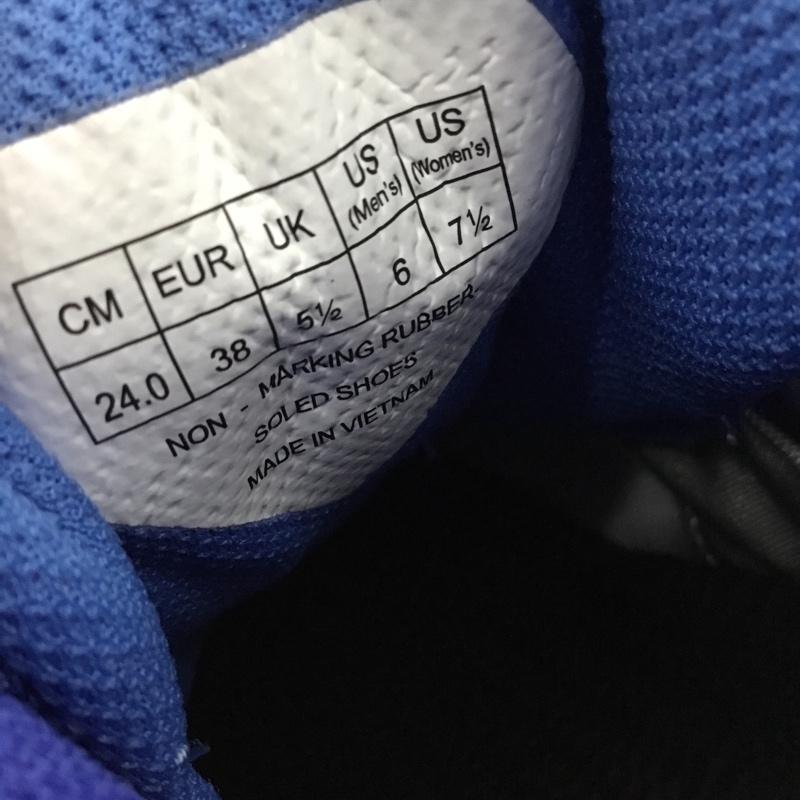 CM EUR UK US (Men's) US (Women's)
24.0 38 5½ 6 7½
NON - MARKING RUBBER-
SOLED SHOES
MADE IN VIETNAM